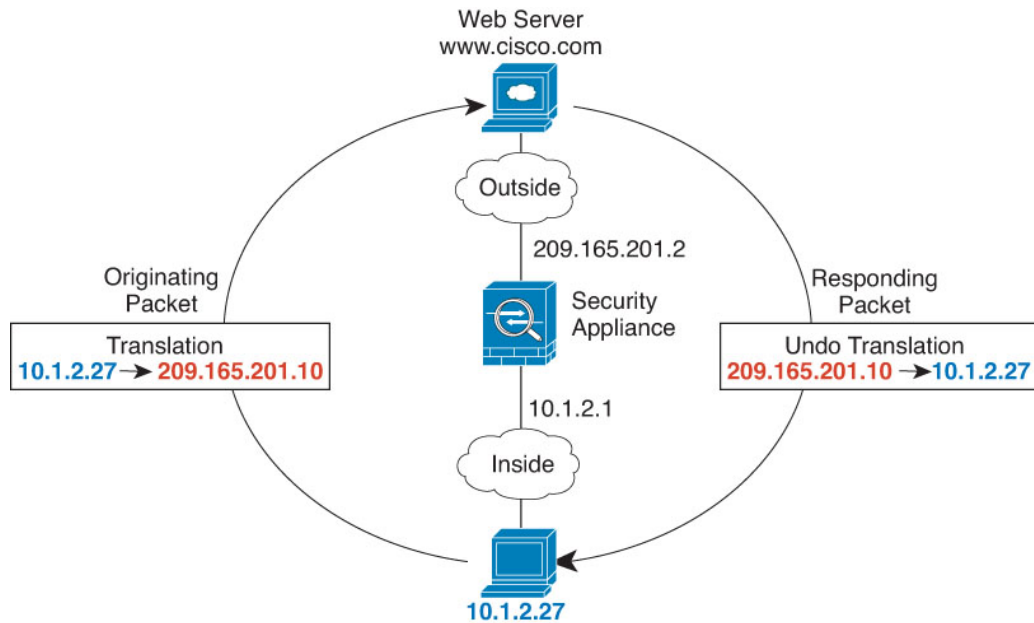 Web Server
www.cisco.com
Outside
209.165.201.2
Originating
Packet
Translation
10.1.2.27 209.165.201.10
Security
Appliance
Responding
Packet
Undo Translation
209.165.201.10 10.1.2.27
10.1.2.1
Inside
10.1.2.27